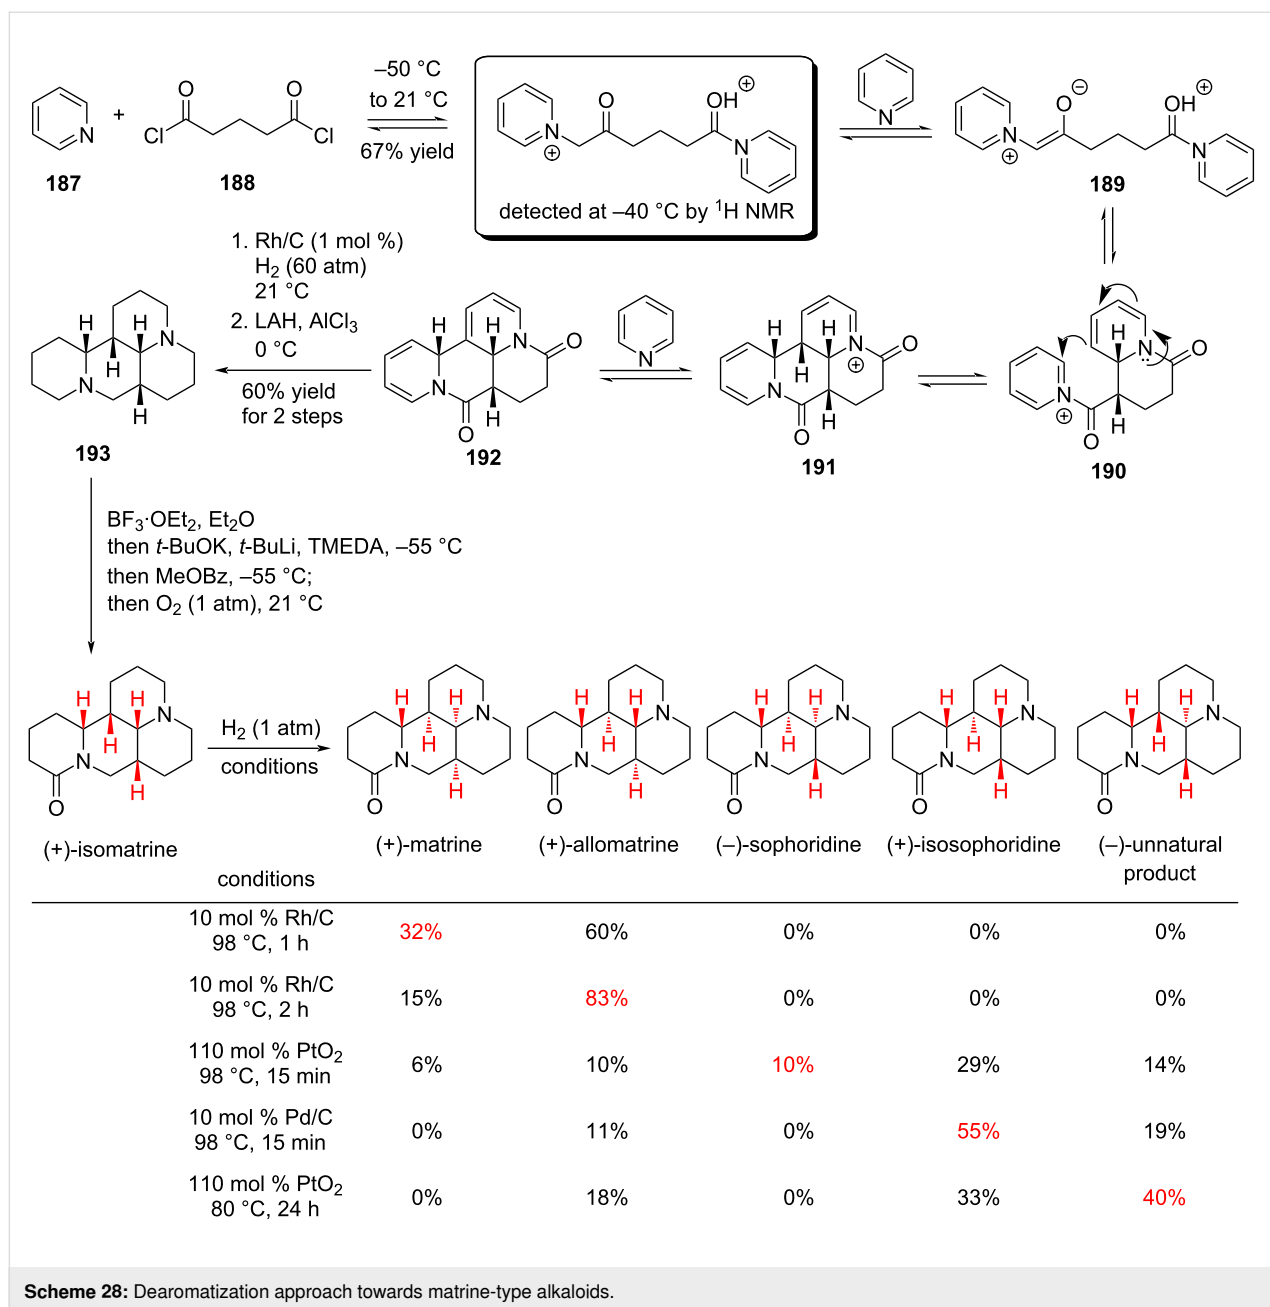 –50 °C
to 21 °C
67% yield
N
+
O
O
Cl
Cl
187
188
N
⊕
O
OH⊕
N
⊕
detected at –40 °C by ¹H NMR
N
N
⊕
O⊖
OH⊕
N
⊕
189
1. Rh/C (1 mol %)
H₂ (60 atm)
21 °C
2. LAH, AlCl₃
0 °C
60% yield
for 2 steps
H
H
N
H
N
H
193
H
H
N
O
N
H
O
192
N
H
H
N
⊕
O
H
N
H
O
191
H
N
O
N
⊕
H
O
190
BF₃·OEt₂, Et₂O
then t-BuOK, t-BuLi, TMEDA, –55 °C
then MeOBz, –55 °C;
then O₂ (1 atm), 21 °C
H
H
N
H
N
H
O
H₂ (1 atm)
conditions
H
H
N
H
N
H
O
H
H
N
H
N
H
O
H
H
N
H
N
H
O
H
H
N
H
N
H
O
H
H
N
H
N
H
O
(+)-isomatrine
(+)-matrine
(+)-allomatrine
(–)-sophoridine
(+)-isosophoridine
(–)-unnatural
product
conditions
10 mol % Rh/C
98 °C, 1 h
32% 60% 0% 0% 0%
10 mol % Rh/C
98 °C, 2 h
15% 83% 0% 0% 0%
110 mol % PtO₂
98 °C, 15 min
6% 10% 10% 29% 14%
10 mol % Pd/C
98 °C, 15 min
0% 11% 0% 55% 19%
110 mol % PtO₂
80 °C, 24 h
0% 18% 0% 33% 40%
Scheme 28: Dearomatization approach towards matrine-type alkaloids.